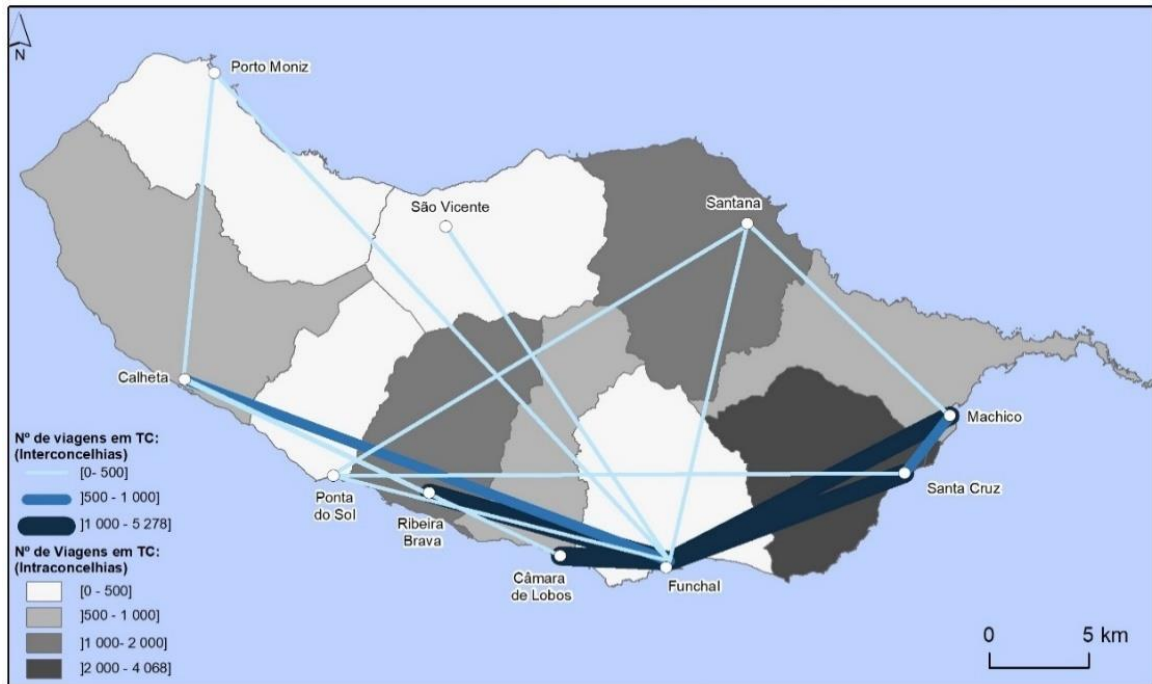 N
Porto Moniz
São Vicente
Santana
Calheta
Machico
Santa Cruz
Ponta
do Sol
Ribeira
Brava
Câmara
de Lobos
Funchal
Nº de viagens em TC:
(Interconcelhias)
[0- 500]
]500 - 1 000]
]1 000 - 5 278]
Nº de Viagens em TC:
(Intraconcelhias)
[0 - 500]
]500 - 1 000]
]1 000- 2 000]
]2 000 - 4 068]
0 5 km